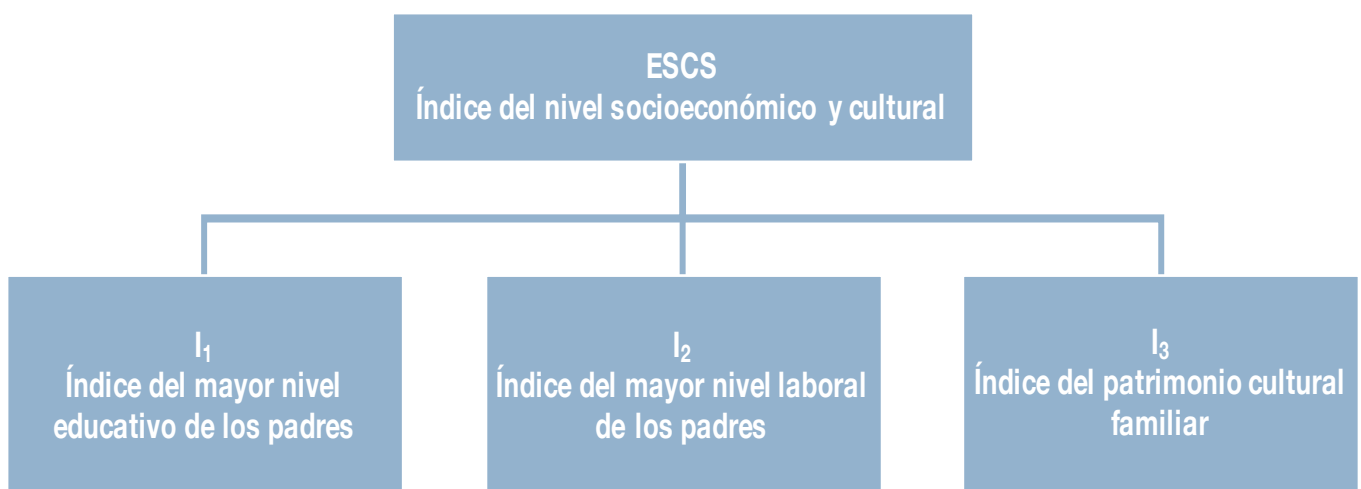 ESCS
Índice del nivel socioeconómico y cultural
I₁
Índice del mayor nivel
educativo de los padres
I₂
Índice del mayor nivel laboral
de los padres
I₃
Índice del patrimonio cultural
familiar